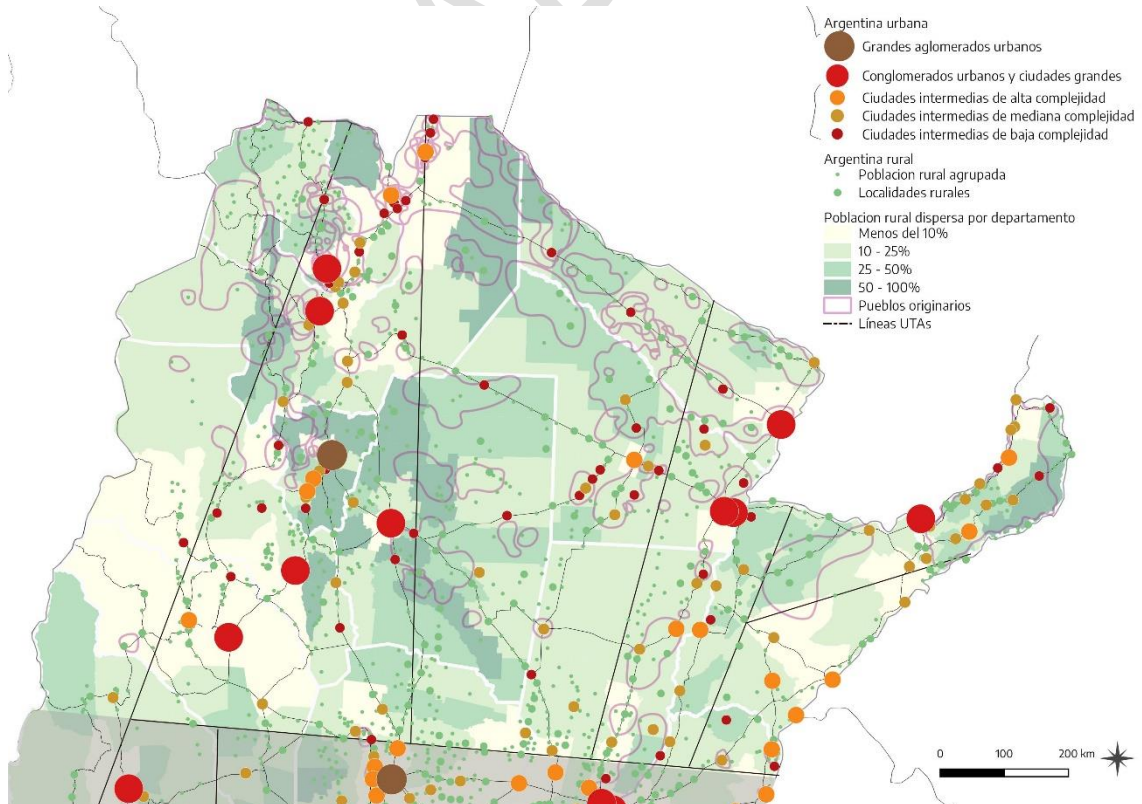 Argentina urbana
Grandes aglomerados urbanos
Conglomerados urbanos y ciudades grandes
Ciudades intermedias de alta complejidad
Ciudades intermedias de mediana complejidad
Ciudades intermedias de baja complejidad
Argentina rural
Poblacion rural agrupada
Localidades rurales
Poblacion rural dispersa por departamento
Menos del 10%
10 - 25%
25 - 50%
50 - 100%
Pueblos originarios
Líneas UTAs
0 100 200 km